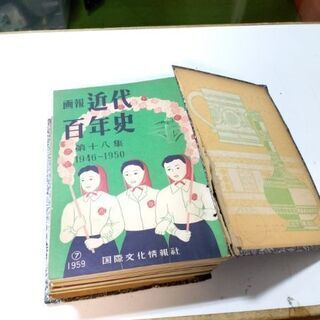 画報 近代
百年史
第十八集
1946~1950
⑦
1959
国際文化情報社